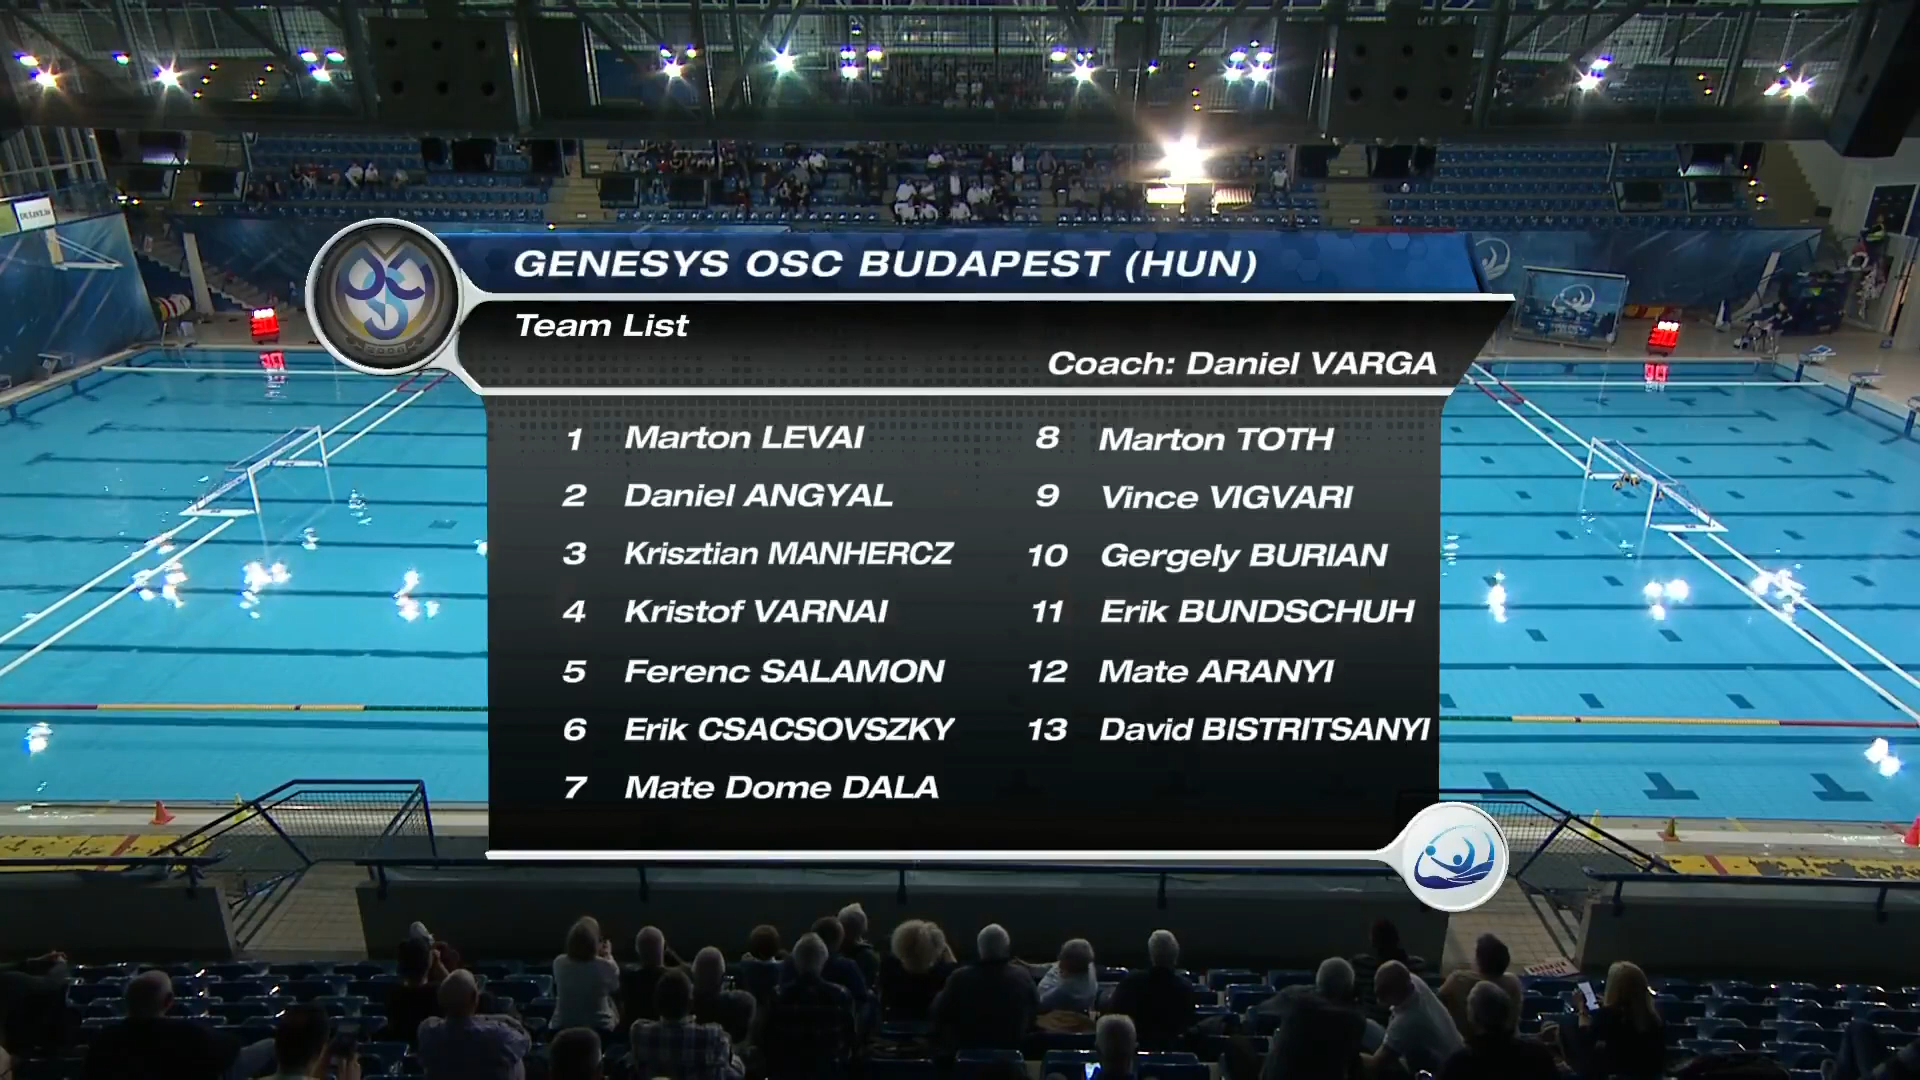 GENESYS OSC BUDAPEST (HUN)
Team List
Coach: Daniel VARGA
1 Marton LEVAI
2 Daniel ANGYAL
3 Krisztian MANHERCZ
4 Kristof VARNAI
5 Ferenc SALAMON
6 Erik CSACSOVSZKY
7 Mate Dome DALA
8 Marton TOTH
9 Vince VIGVARI
10 Gergely BURIAN
11 Erik BUNDSCHUH
12 Mate ARANYI
13 David BISTRITSANYI